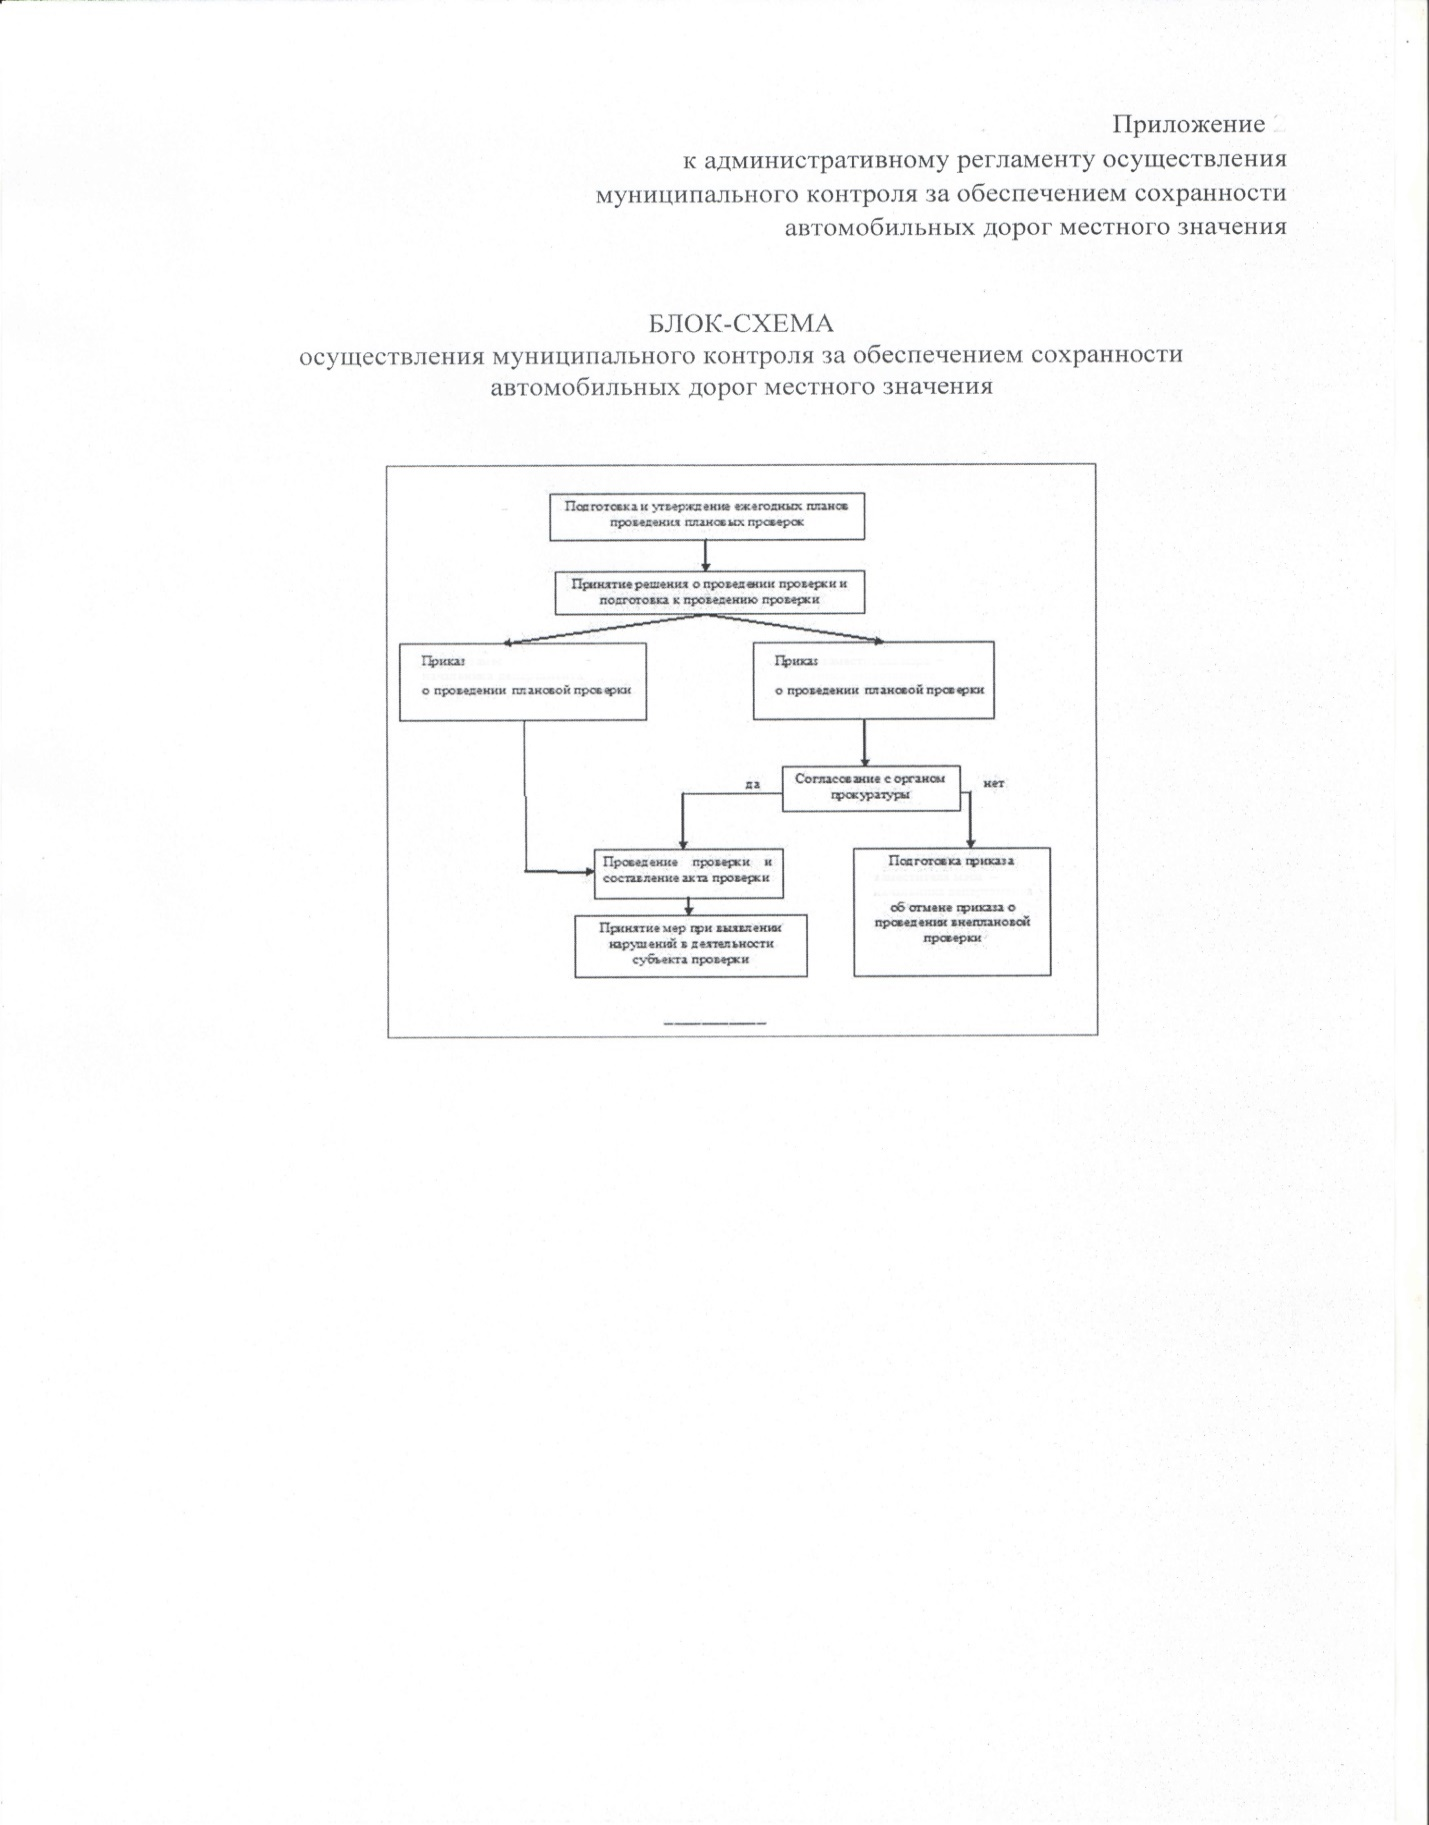 Приложение
к административному регламенту осуществления
муниципального контроля за обеспечением сохранности
автомобильных дорог местного значения
БЛОК-СХЕМА
осуществления муниципального контроля за обеспечением сохранности
автомобильных дорог местного значения
Подготовка и утверждение ежегодных планов
проведения плановых проверок
Принятие решения о проведении проверки и
подготовка к проведению проверки
Приказ
о проведении плановой проверки
Приказ
о проведении плановой проверки
Согласование с органом
прокуратуры
да
нет
Проведение проверки и
составление акта проверки
Принятие мер при выявлении
нарушений в деятельности
субъекта проверки
Подготовка приказа
об отмене приказа о
проведении внеплановой
проверки